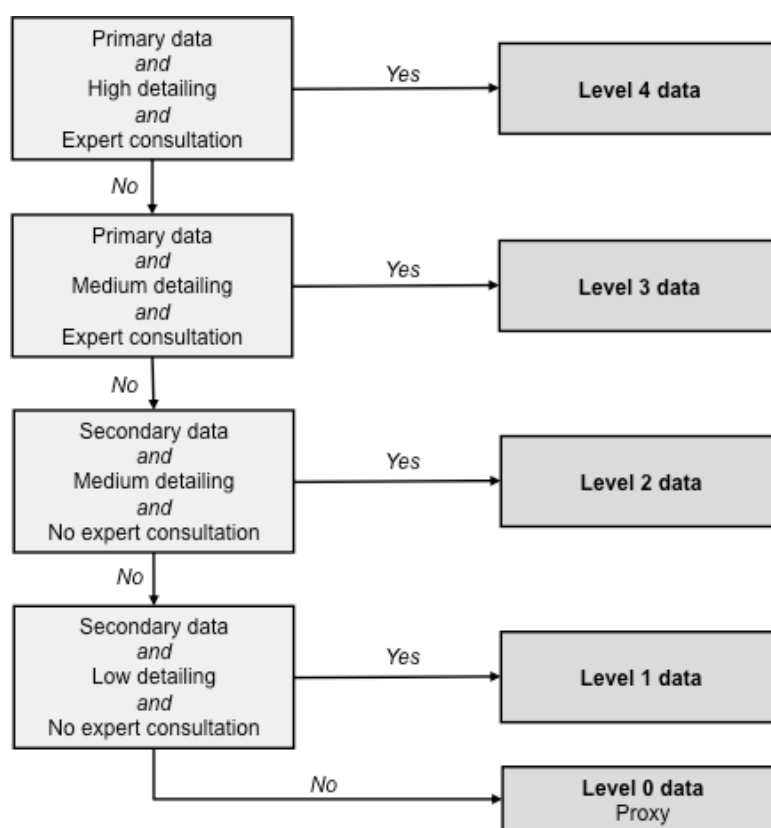 Primary data
and
High detailing
and
Expert consultation
Yes
Level 4 data
No
Primary data
and
Medium detailing
and
Expert consultation
Yes
Level 3 data
No
Secondary data
and
Medium detailing
and
No expert consultation
Yes
Level 2 data
No
Secondary data
and
Low detailing
and
No expert consultation
Yes
Level 1 data
No
Level 0 data
Proxy